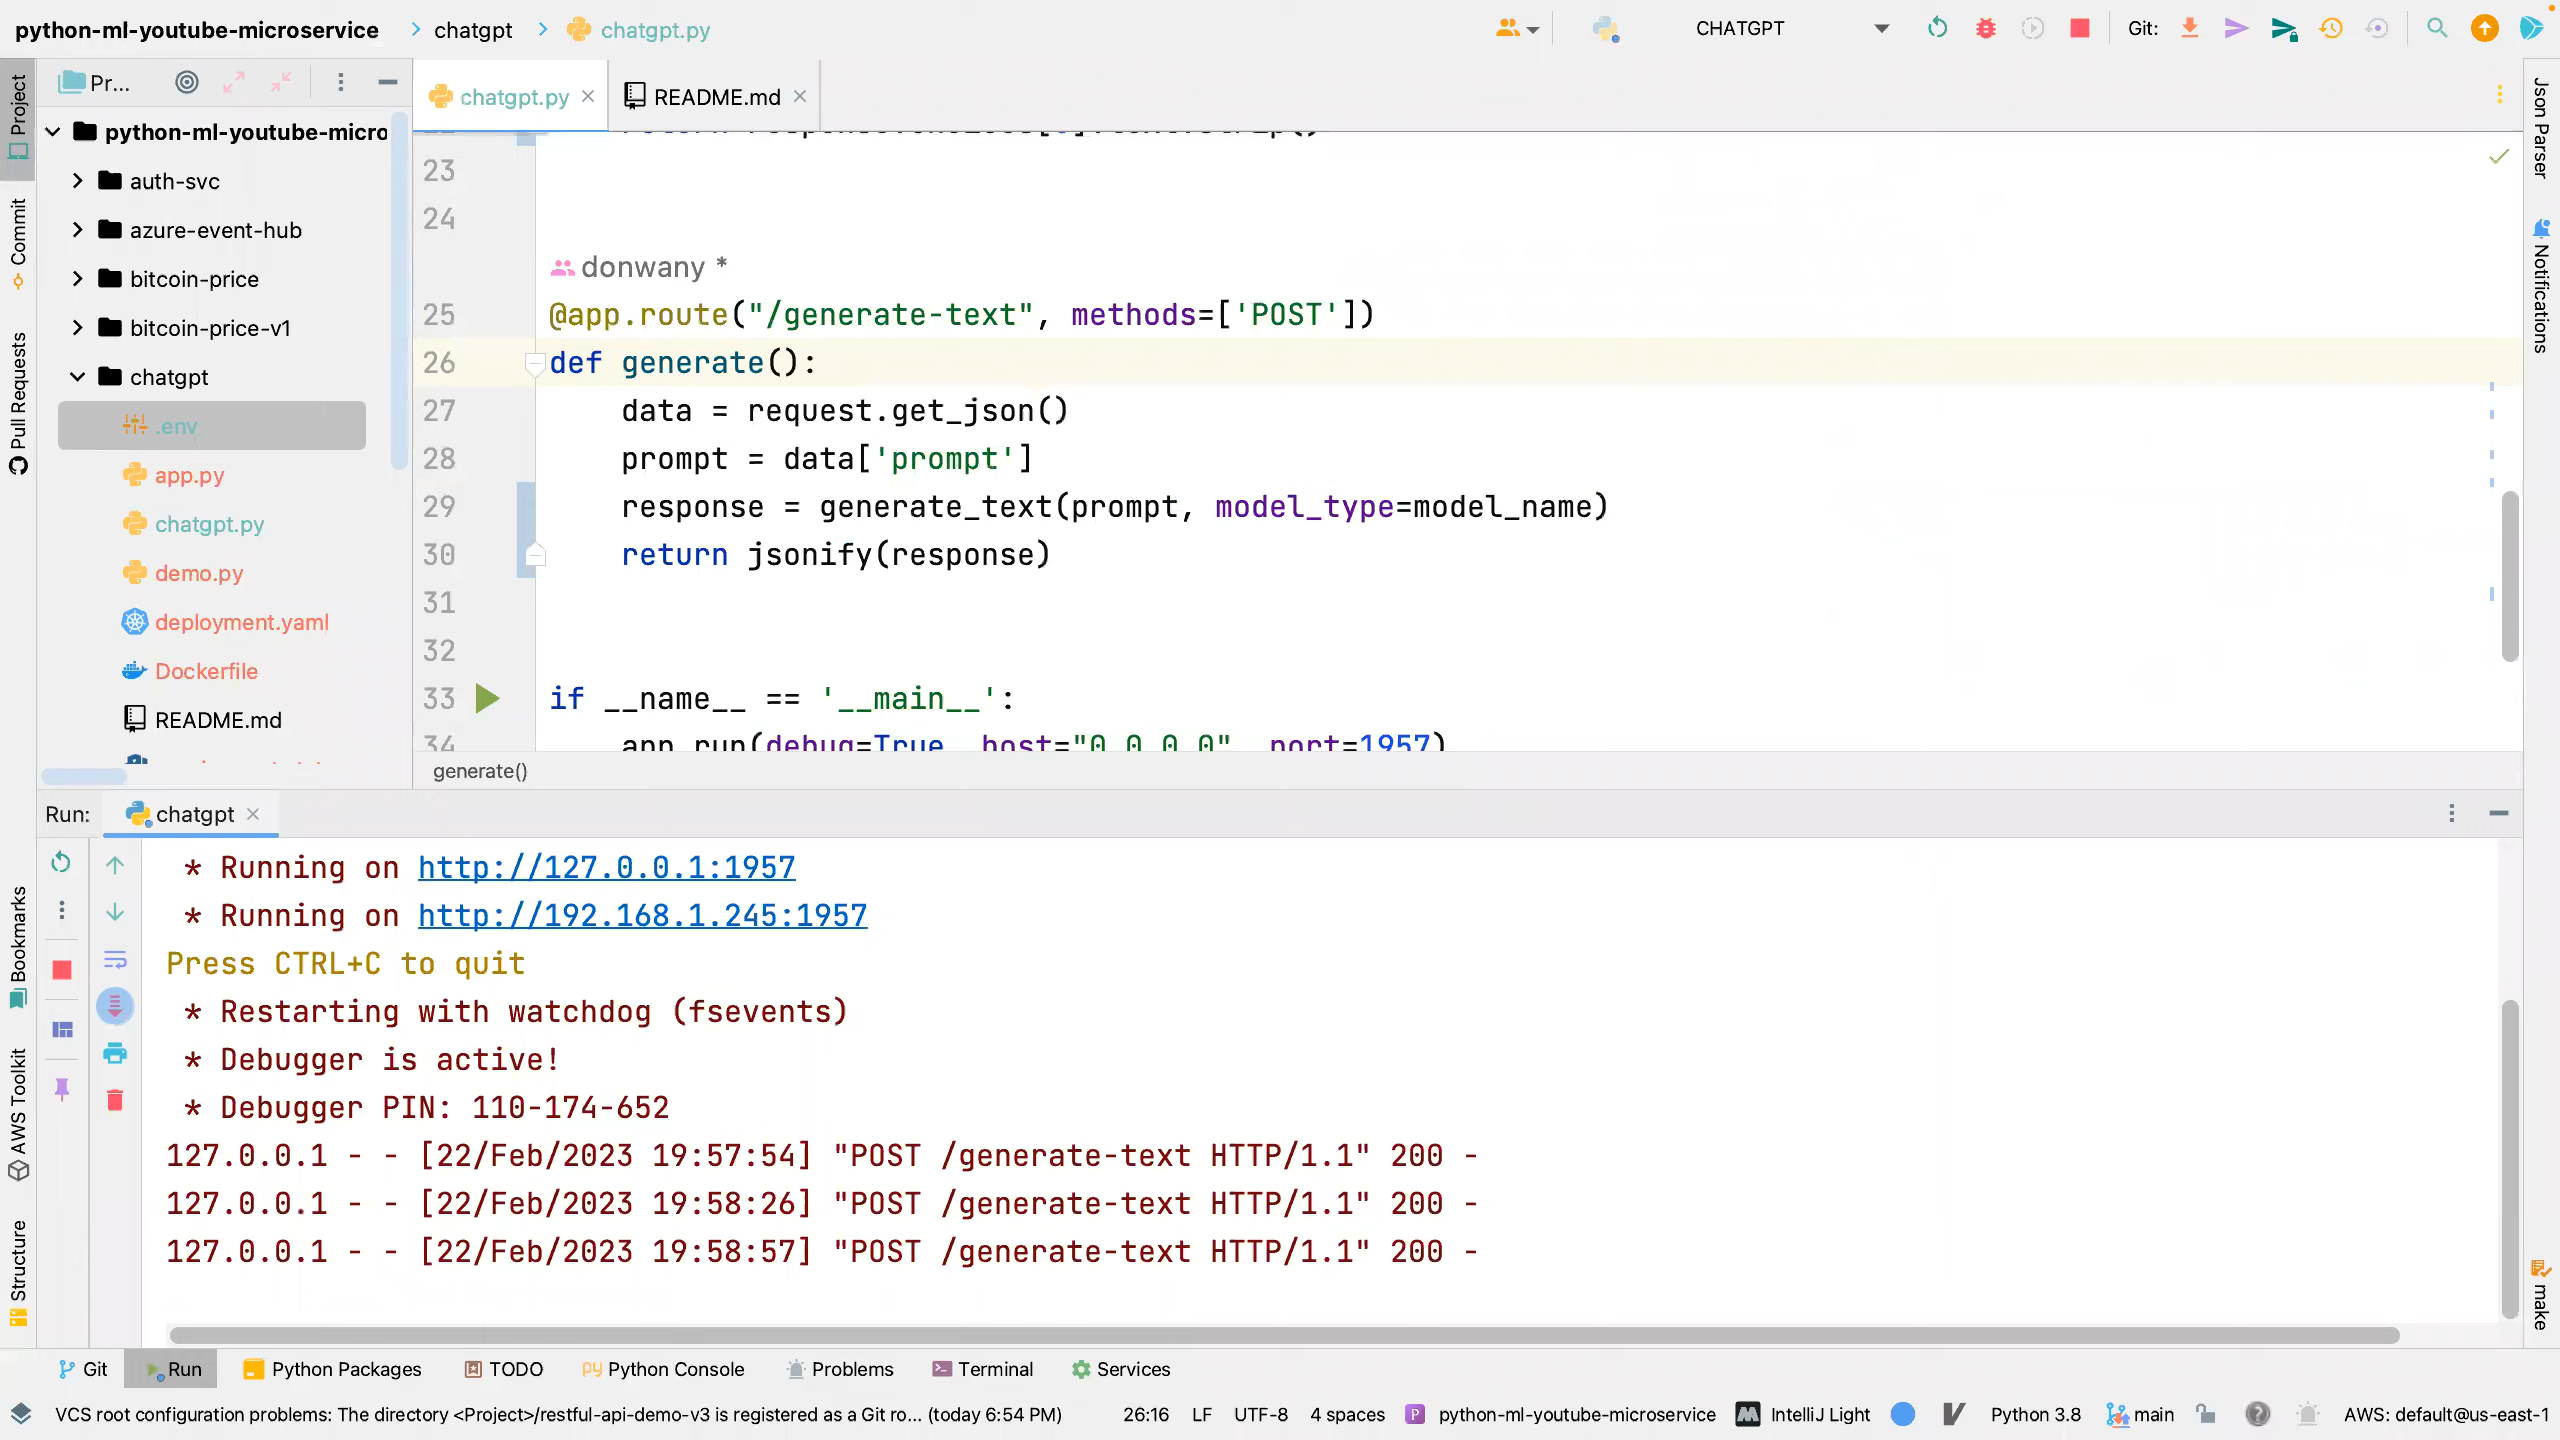 python-ml-youtube-microservice chatgpt chatgpt.py CHATGPT Git:
Project
Commit
Pull Requests
Bookmarks
AWS Toolkit
Structure
Pr...
python-ml-youtube-micro
auth-svc
azure-event-hub
bitcoin-price
bitcoin-price-v1
chatgpt
.env
app.py
chatgpt.py
demo.py
deployment.yaml
Dockerfile
README.md
chatgpt.py README.md
23
24
donwany *
25 @app.route("/generate-text", methods=['POST'])
26 def generate():
27 data = request.get_json()
28 prompt = data['prompt']
29 response = generate_text(prompt, model_type=model_name)
30 return jsonify(response)
31
32
33 if __name__ == '__main__':
34 app.run(debug=True, host="0.0.0.0", port=1957)
generate()
Json Parser
Notifications
make
Run: chatgpt
* Running on http://127.0.0.1:1957
* Running on http://192.168.1.245:1957
Press CTRL+C to quit
* Restarting with watchdog (fsevents)
* Debugger is active!
* Debugger PIN: 110-174-652
127.0.0.1 - - [22/Feb/2023 19:57:54] "POST /generate-text HTTP/1.1" 200 -
127.0.0.1 - - [22/Feb/2023 19:58:26] "POST /generate-text HTTP/1.1" 200 -
127.0.0.1 - - [22/Feb/2023 19:58:57] "POST /generate-text HTTP/1.1" 200 -
Git Run Python Packages TODO Python Console Problems Terminal Services
VCS root configuration problems: The directory <Project>/restful-api-demo-v3 is registered as a Git ro... (today 6:54 PM) 26:16 LF UTF-8 4 spaces python-ml-youtube-microservice IntelliJ Light Python 3.8 main AWS: default@us-east-1